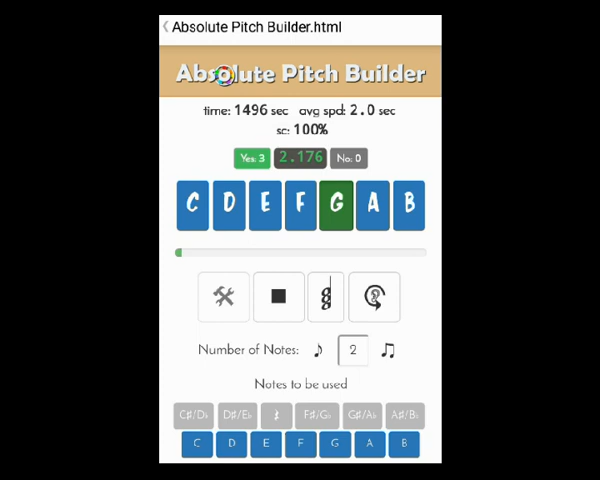 Absolute Pitch Builder.html
Absolute Pitch Builder
time: 1496 sec avg spd: 2.0 sec
sc: 100%
Yes: 3 2.176 No: 0
C D E F G A B
Number of Notes: 2
Notes to be used
C♯/D♭ D♯/E♭ F♯/G♭ G♯/A♭ A♯/B♭
C D E F G A B